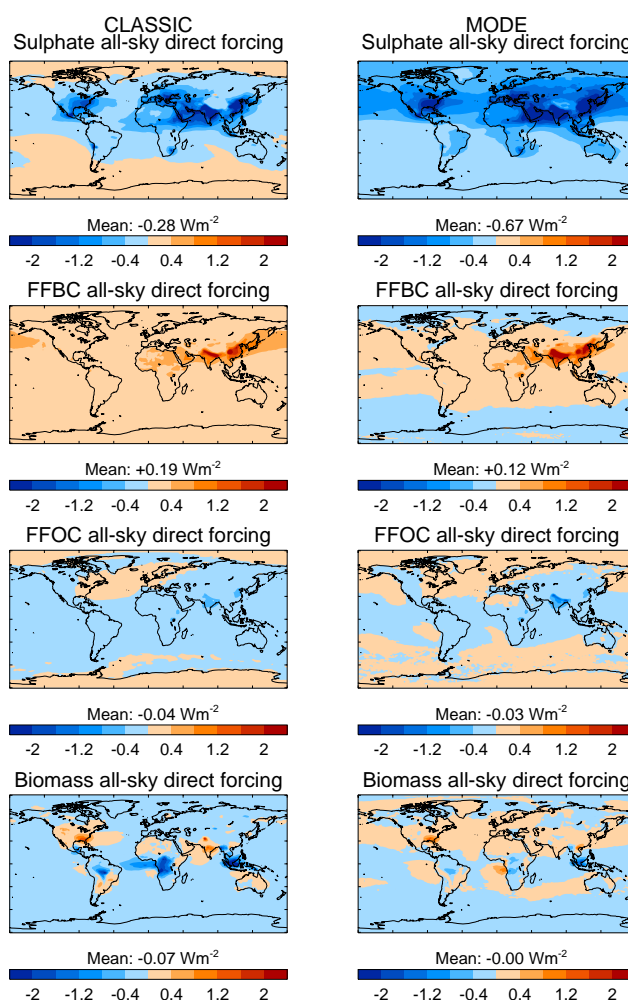 CLASSIC
Sulphate all-sky direct forcing
Mean: -0.28 Wm-2
-2 -1.2 -0.4 0.4 1.2 2
MODE
Sulphate all-sky direct forcing
Mean: -0.67 Wm-2
-2 -1.2 -0.4 0.4 1.2 2
FFBC all-sky direct forcing
Mean: +0.19 Wm-2
-2 -1.2 -0.4 0.4 1.2 2
FFBC all-sky direct forcing
Mean: +0.12 Wm-2
-2 -1.2 -0.4 0.4 1.2 2
FFOC all-sky direct forcing
Mean: -0.04 Wm-2
-2 -1.2 -0.4 0.4 1.2 2
FFOC all-sky direct forcing
Mean: -0.03 Wm-2
-2 -1.2 -0.4 0.4 1.2 2
Biomass all-sky direct forcing
Mean: -0.07 Wm-2
-2 -1.2 -0.4 0.4 1.2 2
Biomass all-sky direct forcing
Mean: -0.00 Wm-2
-2 -1.2 -0.4 0.4 1.2 2